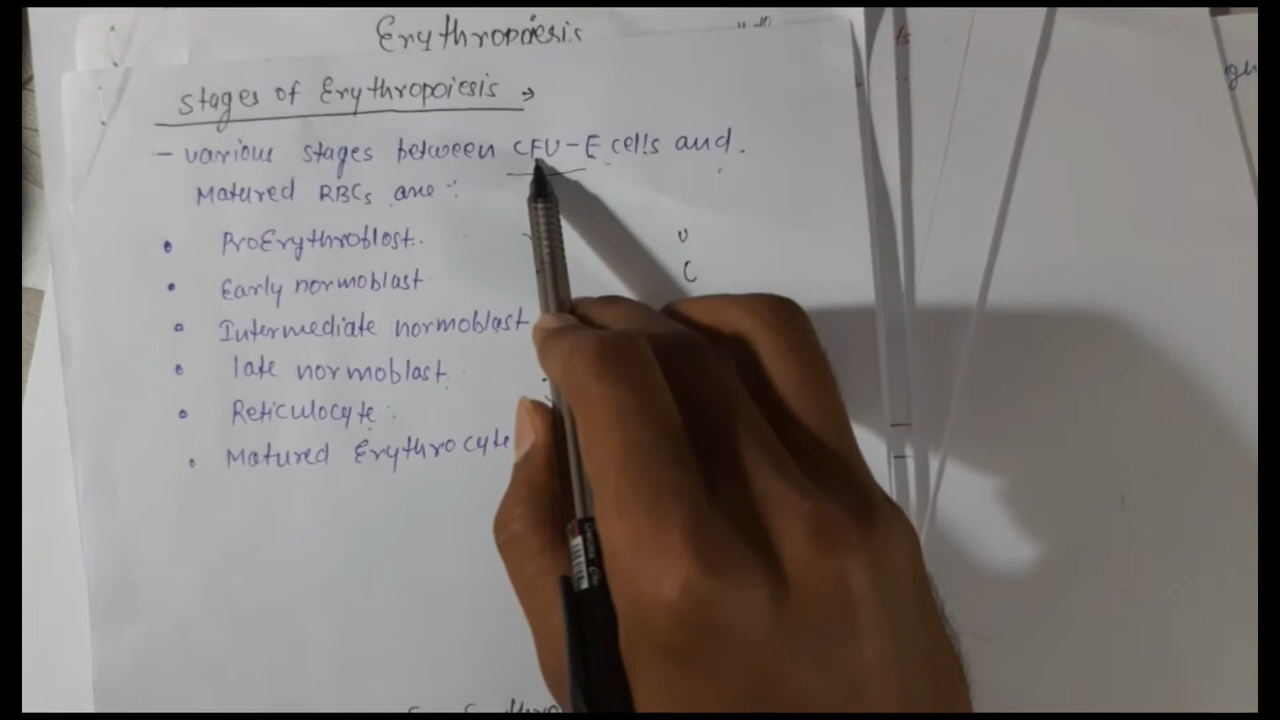 Erythropoiesis
Stages of Erythropoiesis →
- various stages between CFU-E cells and
Matured RBCs are :
• ProErythroblast.
• Early normoblast
• Intermediate normoblast
• late normoblast
• Reticulocyte
• Matured Erythrocyte